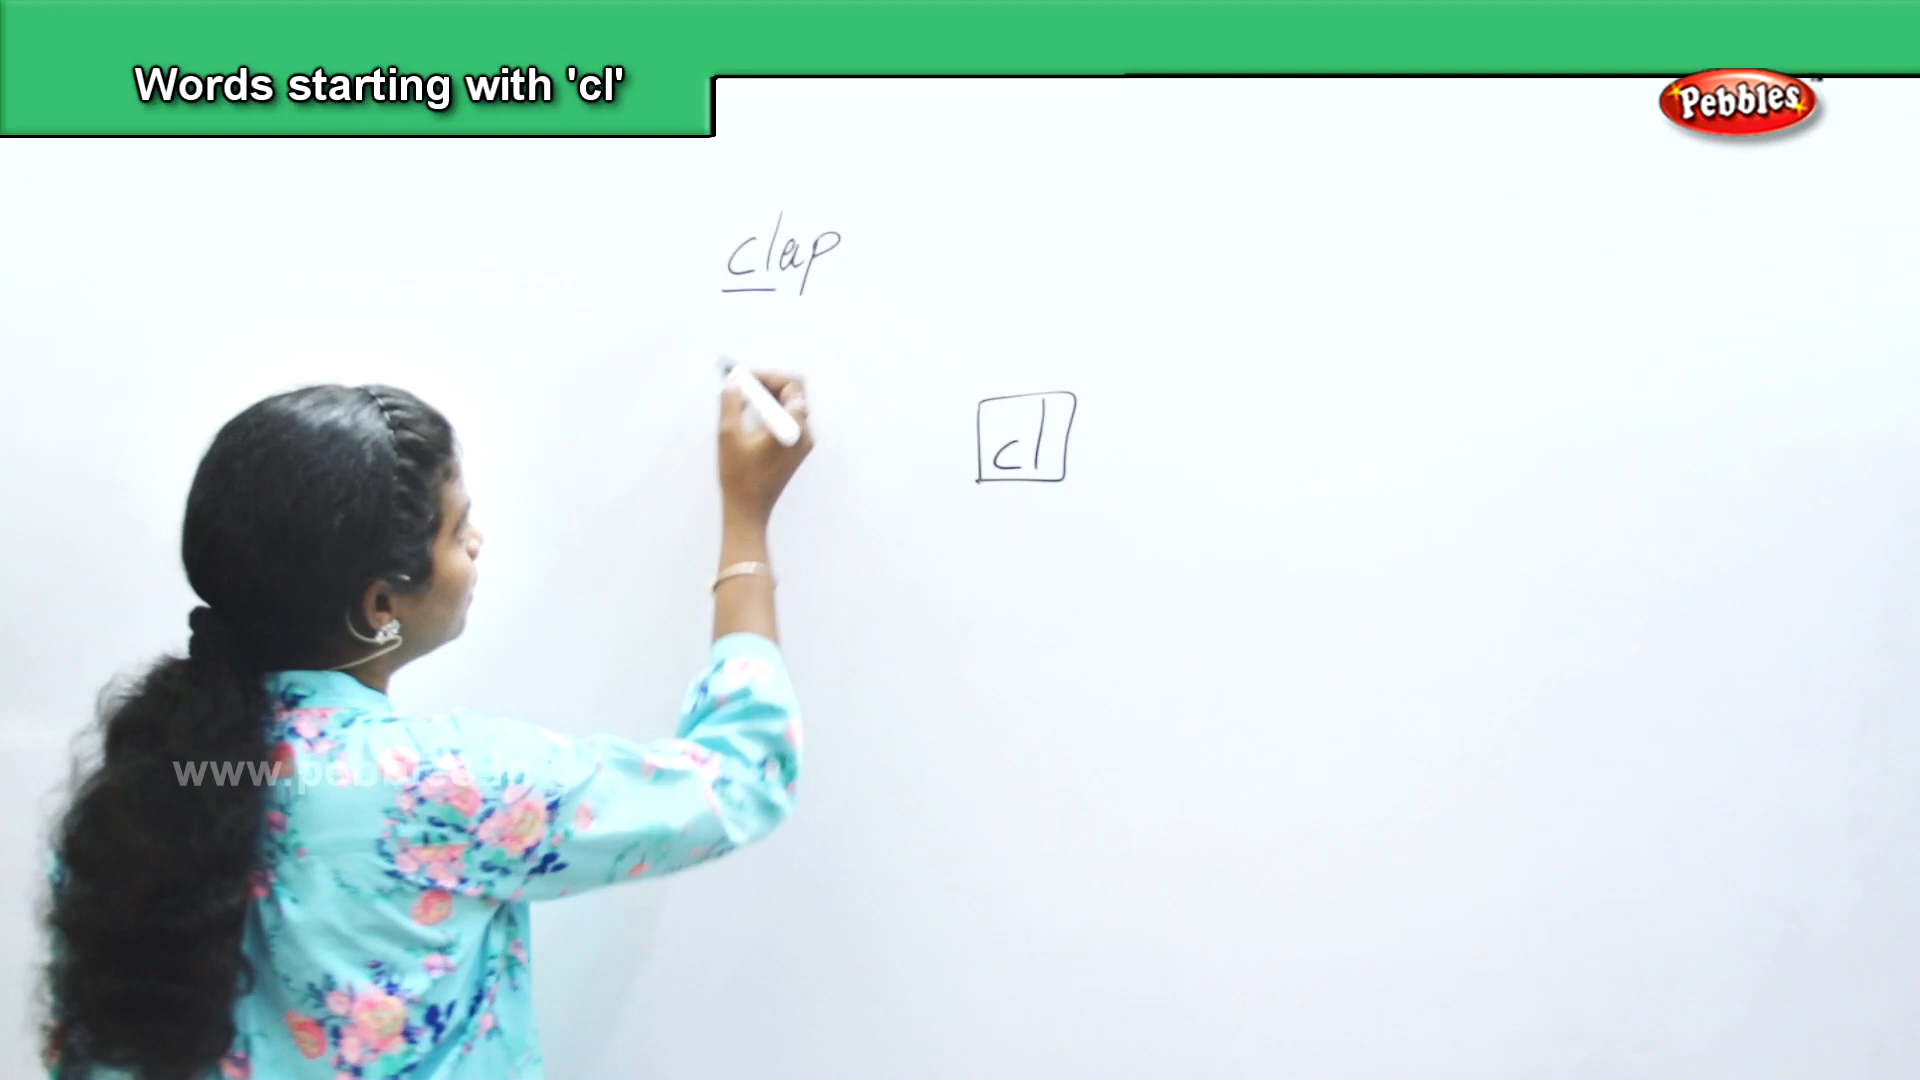 Words starting with 'cl'
Pebbles
clap
cl